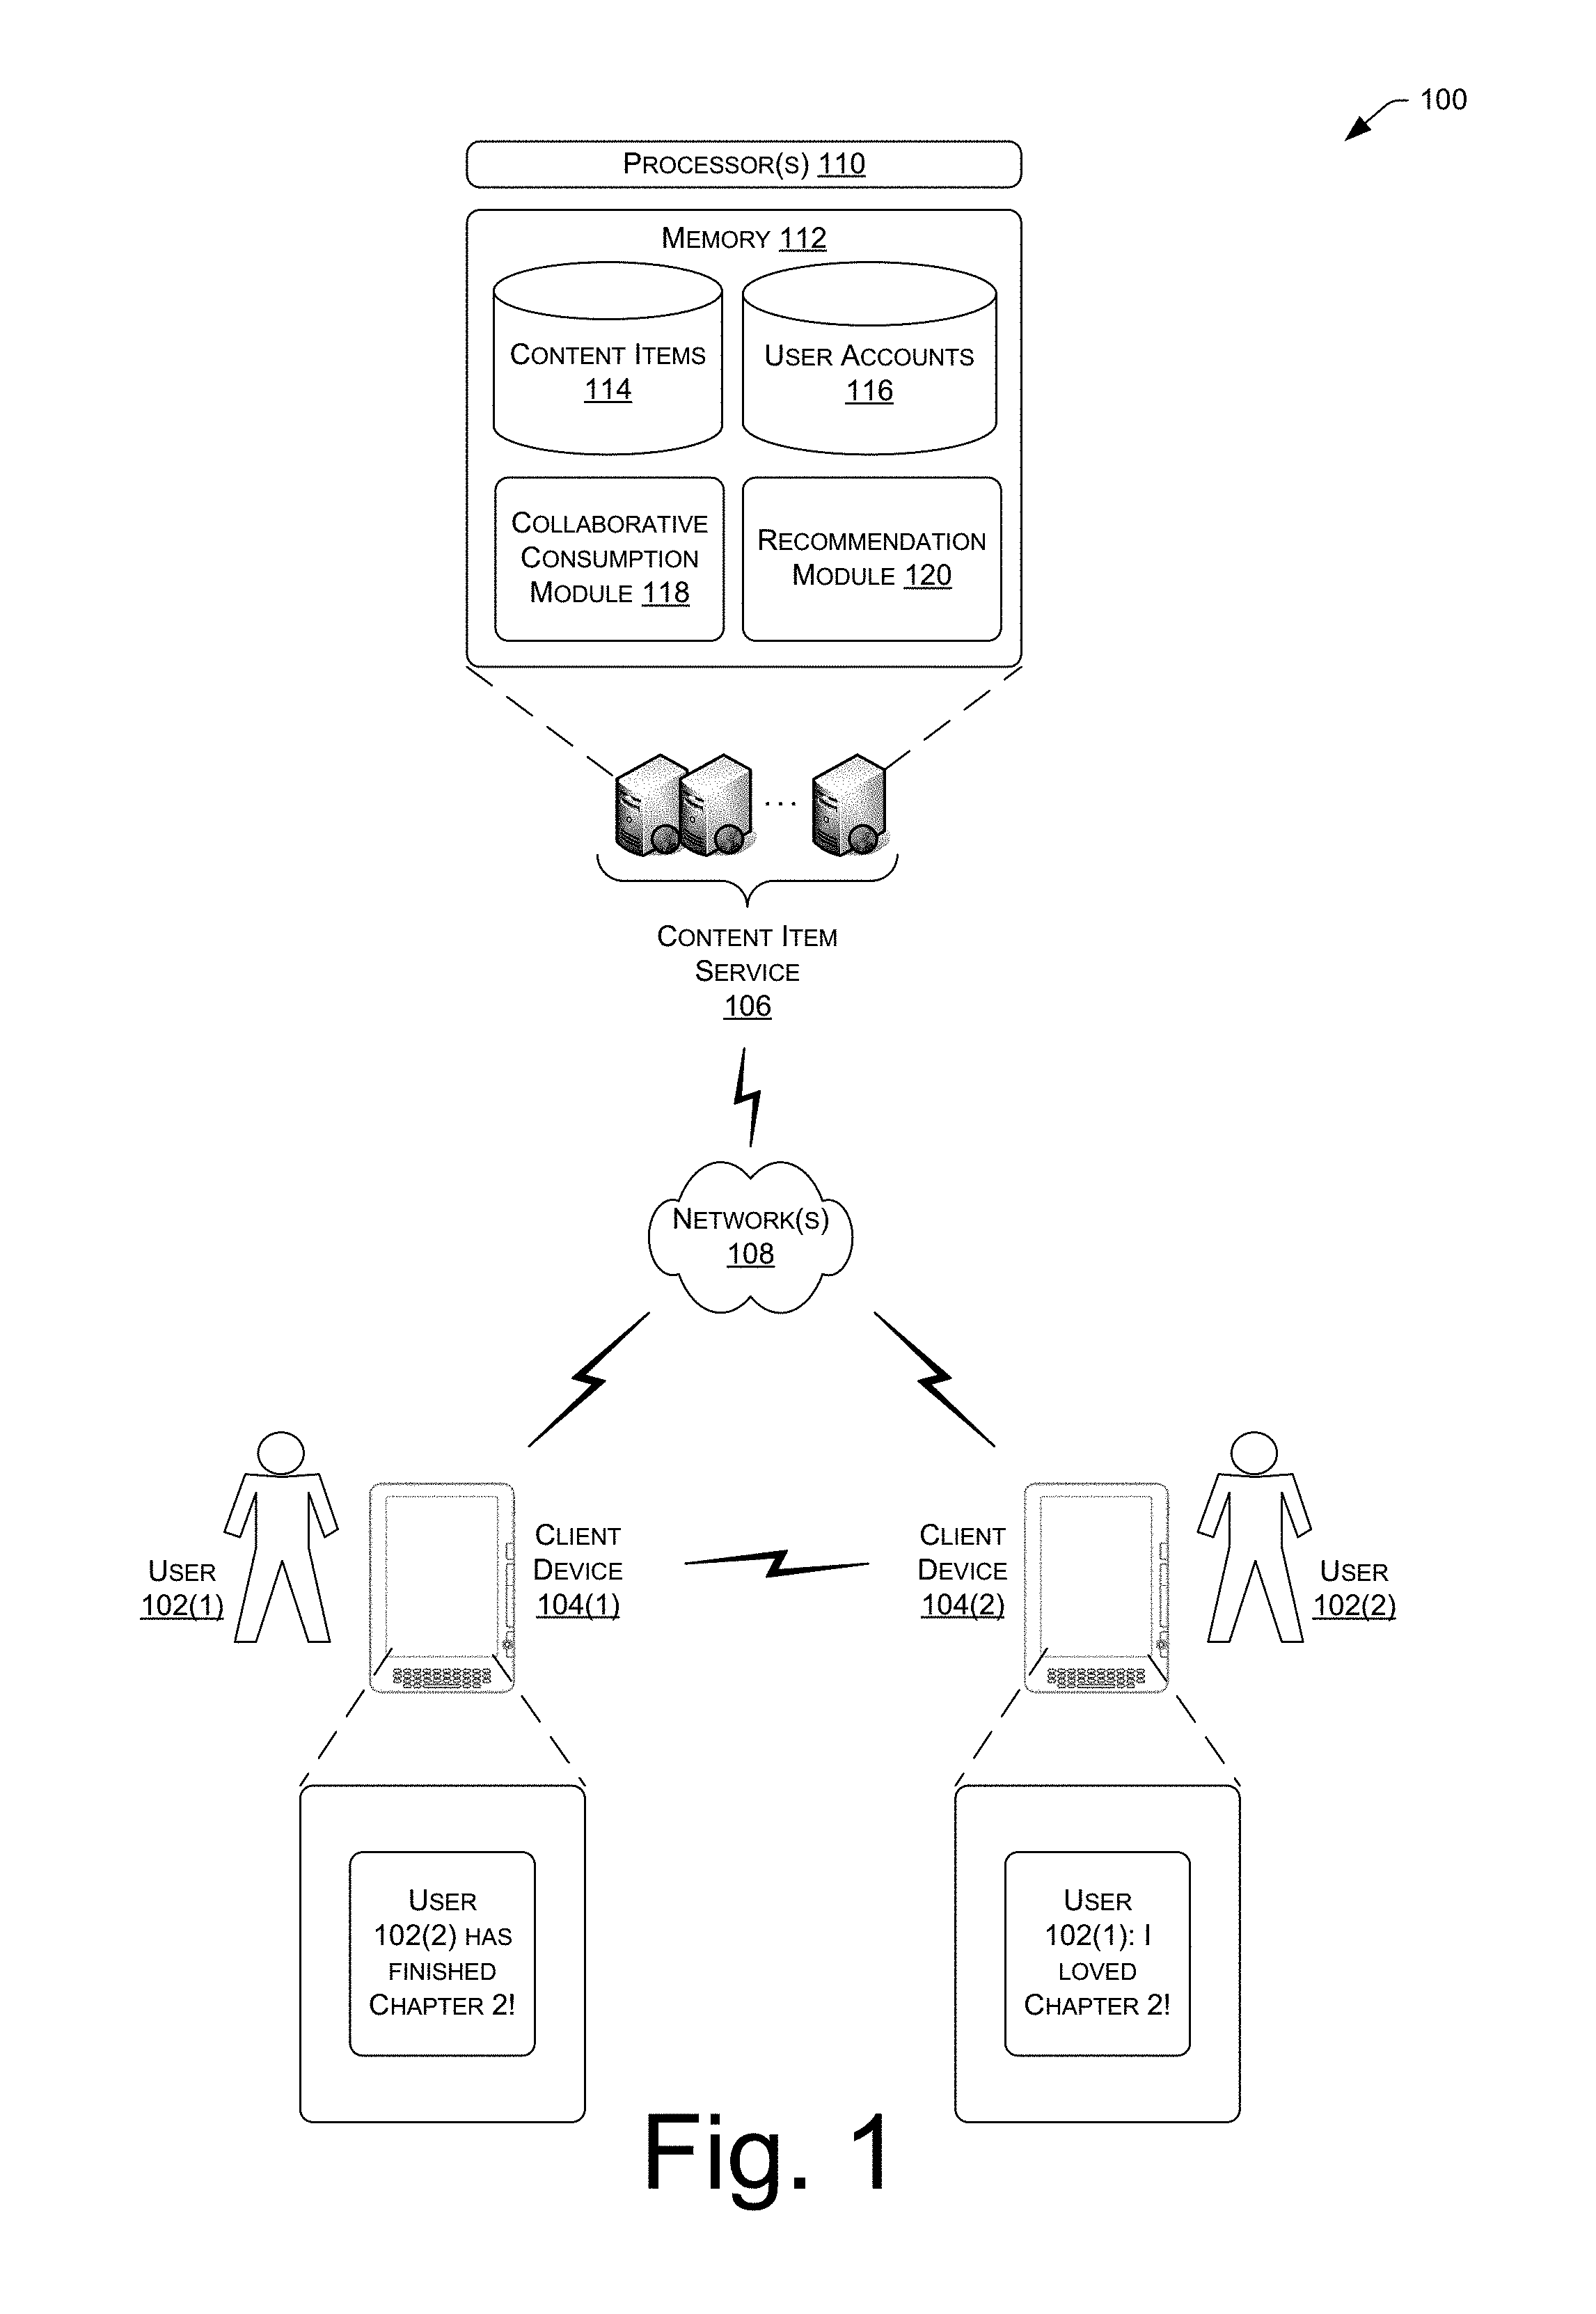 100
PROCESSOR(S) 110
MEMORY 112
CONTENT ITEMS
114
USER ACCOUNTS
116
COLLABORATIVE
CONSUMPTION
MODULE 118
RECOMMENDATION
MODULE 120
...
CONTENT ITEM
SERVICE
106
NETWORK(S)
108
USER
102(1)
CLIENT
DEVICE
104(1)
CLIENT
DEVICE
104(2)
USER
102(2)
USER
102(2) HAS
FINISHED
CHAPTER 2!
USER
102(1): I
LOVED
CHAPTER 2!
Fig. 1